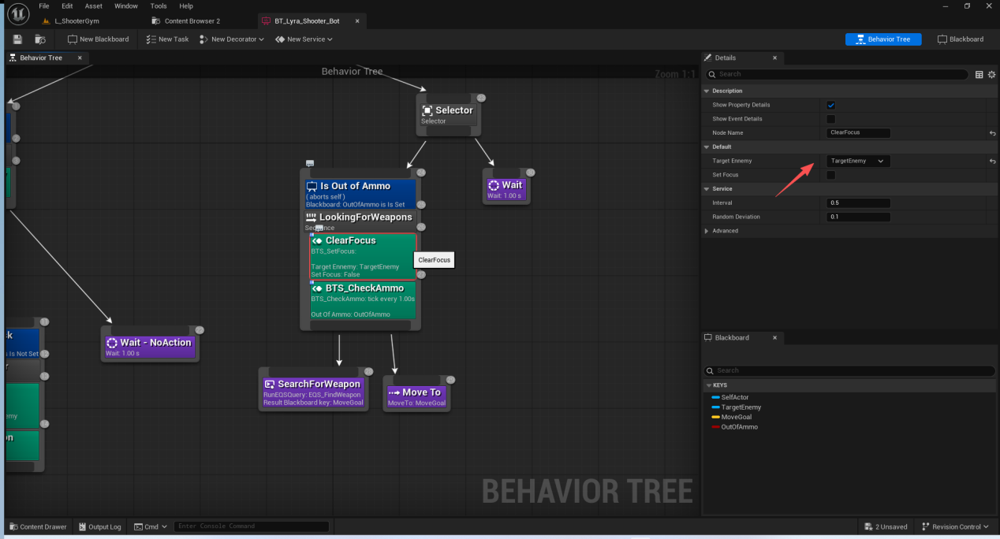 File Edit Asset Window Tools Help
L_ShooterGym Content Browser 2 BT_Lyra_Shooter_Bot
New Blackboard New Task New Decorator New Service Behavior Tree Blackboard
Behavior Tree
Behavior Tree
Zoom 1:1
Selector
Selector
Is Out of Ammo
( aborts self )
Blackboard: OutOfAmmo is Is Set
LookingForWeapons
Sequence
ClearFocus
BTS_SetFocus:
Target Ennemy: TargetEnemy
Set Focus: False
BTS_CheckAmmo
BTS_CheckAmmo: tick every 1.00s
Out Of Ammo: OutOfAmmo
ClearFocus
Wait
Wait: 1.00 s
Wait - NoAction
Wait: 1.00 s
k
is Not Set
r
emy
on
SearchForWeapon
RunEQSQuery: EQS_FindWeapon
Result Blackboard key: MoveGoal
Move To
MoveTo: MoveGoal
BEHAVIOR TREE
Details
Search
Description
Show Property Details
Show Event Details
Node Name ClearFocus
Default
Target Ennemy TargetEnemy
Set Focus
Service
Interval 0.5
Random Deviation 0.1
Advanced
Blackboard
Search
KEYS
SelfActor
TargetEnemy
MoveGoal
OutOfAmmo
Content Drawer Output Log Cmd Enter Console Command 2 Unsaved Revision Control